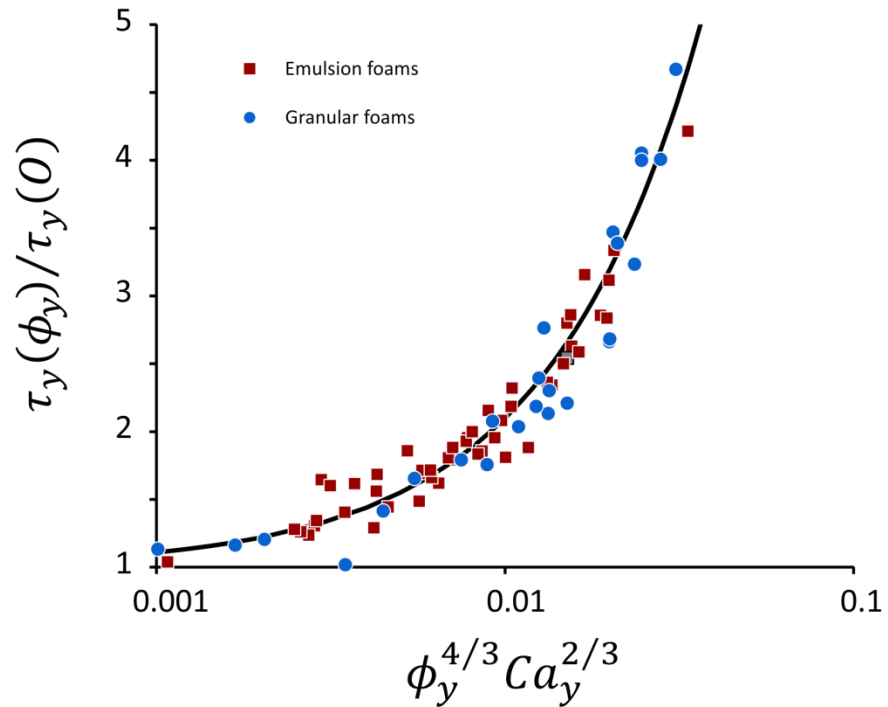 5
Emulsion foams
Granular foams
4
3
2
1
0.001 0.01 0.1
τ_y(ϕ_y)/τ_y(0)
ϕ_y^{4/3} Ca_y^{2/3}